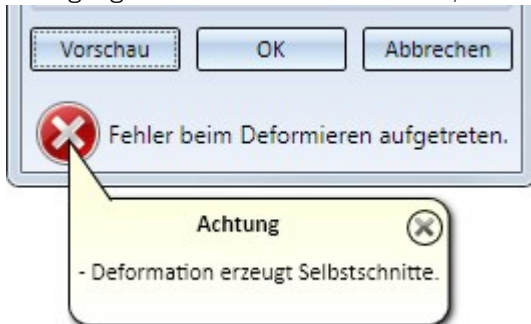 Vorschau OK Abbrechen
Fehler beim Deformieren aufgetreten.
Achtung
- Deformation erzeugt Selbstschnitte.